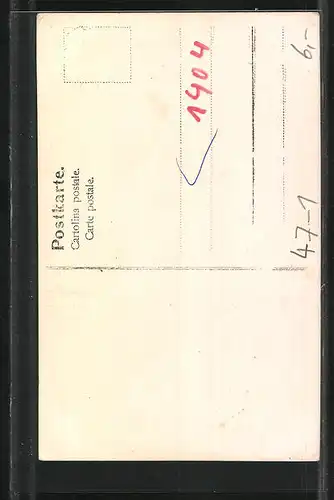 Postkarte.
Cartolina postale.
Carte postale.
1904
6,-
47-1